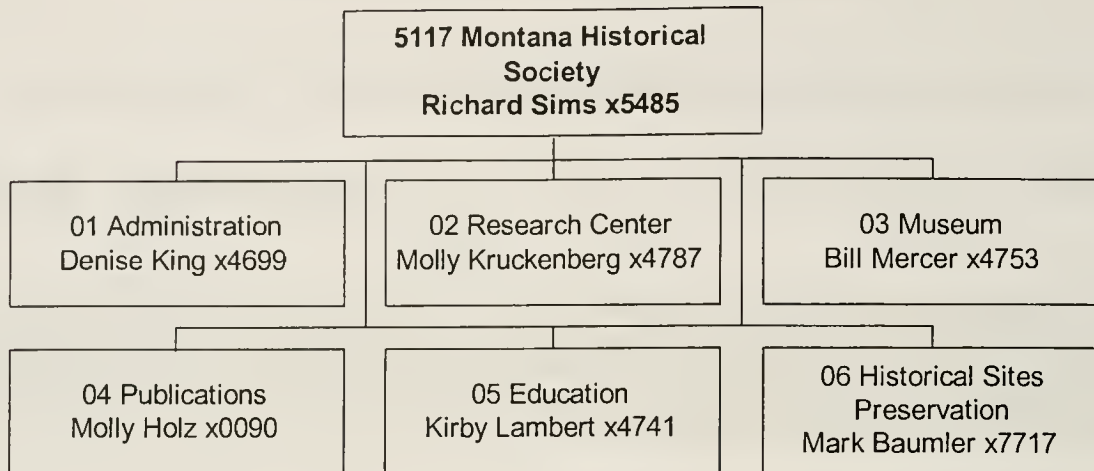 5117 Montana Historical
Society
Richard Sims x5485
01 Administration
Denise King x4699
02 Research Center
Molly Kruckenberg x4787
03 Museum
Bill Mercer x4753
04 Publications
Molly Holz x0090
05 Education
Kirby Lambert x4741
06 Historical Sites
Preservation
Mark Baumler x7717